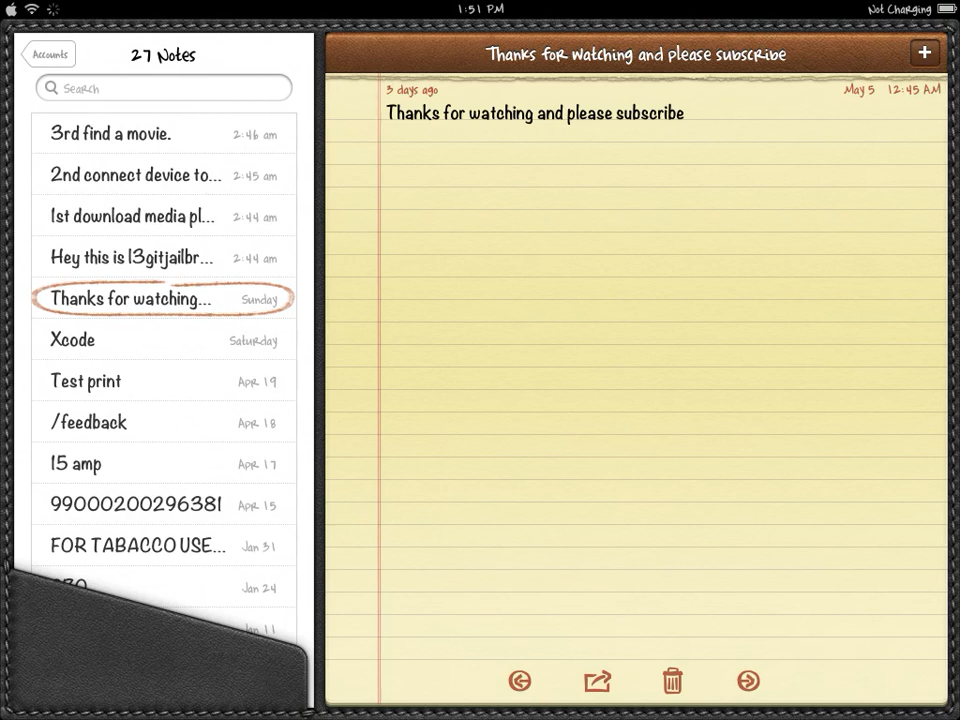 1:51 PM
Not Charging
Accounts
27 Notes
Search
3rd find a movie.
2:46 am
2nd connect device to...
2:45 am
1st download media pl...
2:44 am
Hey this is l3gitjailbr...
2:44 am
Thanks for watching...
Sunday
Xcode
Saturday
Test print
Apr 19
/feedback
Apr 18
15 amp
Apr 17
99000200296381
Apr 15
FOR TABACCO USE...
Jan 31
Jan 24
Jan 11
Thanks for watching and please subscribe
+
3 days ago
May 5 12:45 AM
Thanks for watching and please subscribe